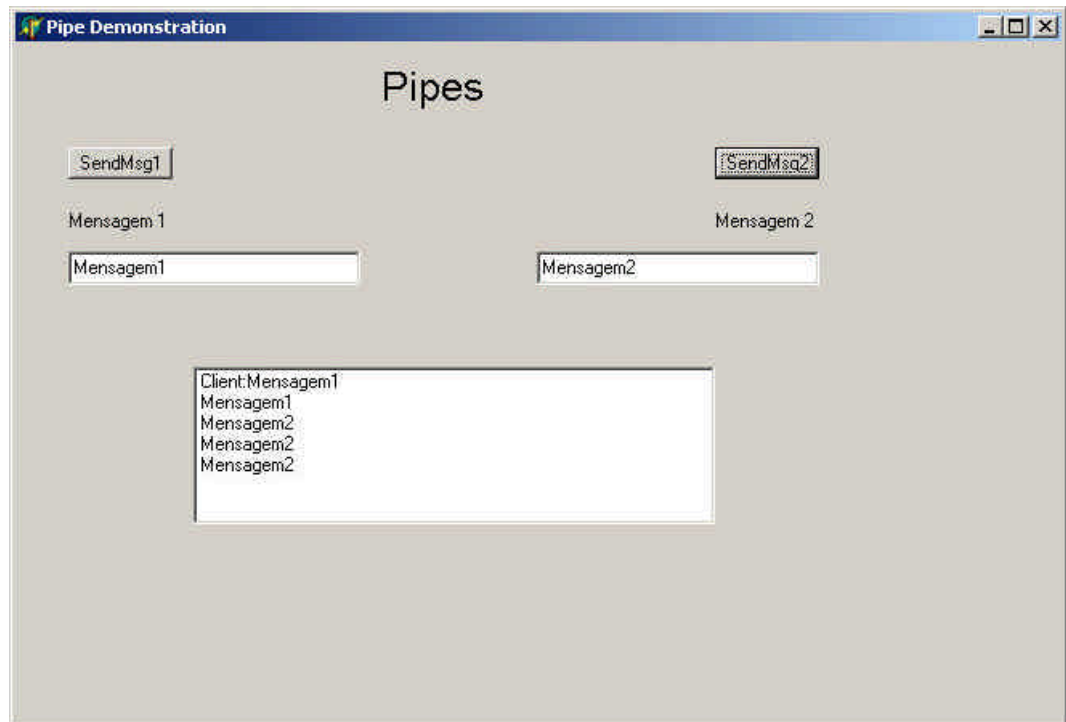 Pipe Demonstration
Pipes
SendMsg1
SendMsg2
Mensagem 1
Mensagem 2
Mensagem1
Mensagem2
Client:Mensagem1
Mensagem1
Mensagem2
Mensagem2
Mensagem2